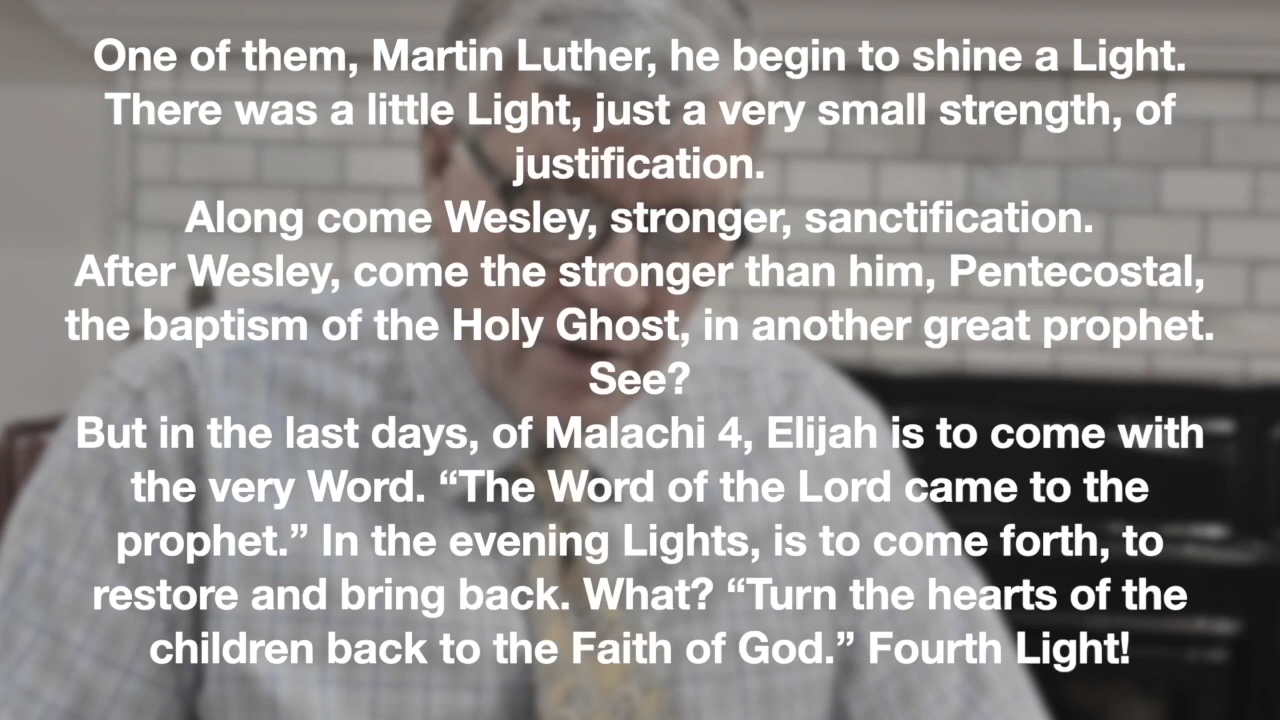 One of them, Martin Luther, he begin to shine a Light.
There was a little Light, just a very small strength, of
justification.
Along come Wesley, stronger, sanctification.
After Wesley, come the stronger than him, Pentecostal,
the baptism of the Holy Ghost, in another great prophet.
See?
But in the last days, of Malachi 4, Elijah is to come with
the very Word. “The Word of the Lord came to the
prophet.” In the evening Lights, is to come forth, to
restore and bring back. What? “Turn the hearts of the
children back to the Faith of God.” Fourth Light!